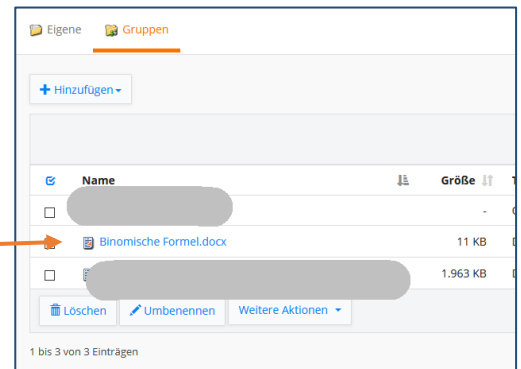 Eigene Gruppen
Hinzufügen
Name Größe
-
Binomische Formel.docx 11 KB
1.963 KB
Löschen Umbenennen Weitere Aktionen
1 bis 3 von 3 Einträgen